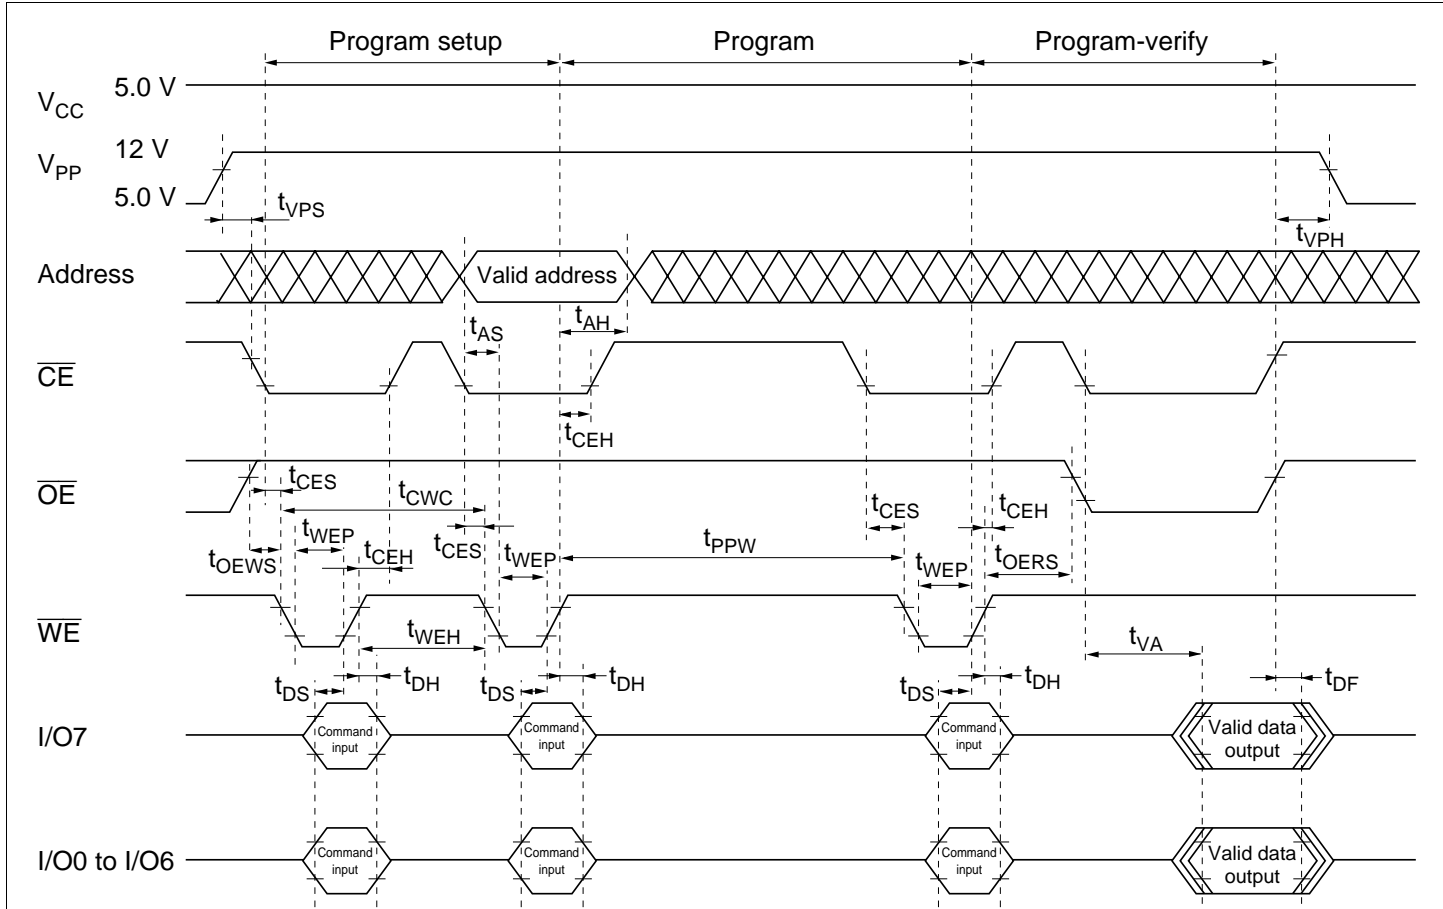 Program setup Program Program-verify
VCC 5.0 V
VPP 12 V
5.0 V
tVPS
tVPH
Address Valid address
tAS tAH
CE
tCEH
OE
tCES tCWC tCES tCEH
tWEP tCEH tCES tWEP tPPW tWEP tOERS
tOEWS
WE
tWEH tVA
tDS tDH tDS tDH tDS tDH tDF
I/O7 Command input Command input Command input Valid data output
I/O0 to I/O6 Command input Command input Command input Valid data output